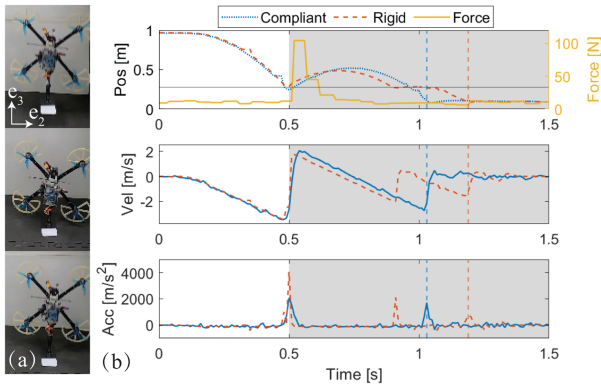 Compliant Rigid Force
e3
e2
Pos [m]
1
0.5
0
100
50
0
Force [N]
0 0.5 1 1.5
Vel [m/s]
2
0
-2
0 0.5 1 1.5
Acc [m/s²]
4000
2000
0
0 0.5 1 1.5
Time [s]
(a) (b)